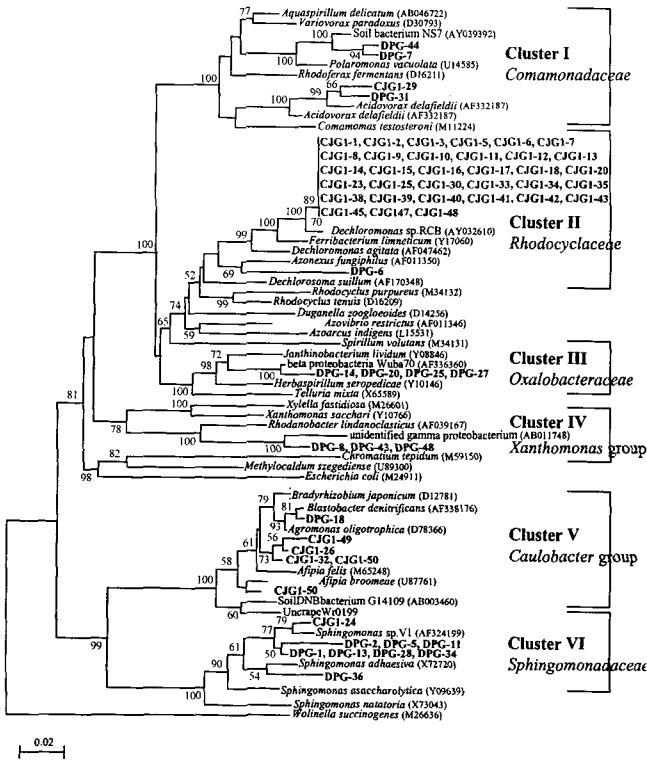 77
Aquaspirillum delicatum (AB046722)
Variovorax paradoxus (D30793)
100
Soil bacterium NS7 (AY039392)
DPG-44
94
DPG-7
100
Polaromonas vacuolata (U14585)
100
Rhodoferax fermentans (D16211)
66
CJG1-29
99
DPG-31
Acidovorax delafieldii (AF332187)
100
Acidovorax delafieldii (AF332187)
Comamomas testosteroni (M11224)
Cluster I
Comamonadaceae
CJG1-1, CJG1-2, CJG1-3, CJG1-5, CJG1-6, CJG1-7
CJG1-8, CJG1-9, CJG1-10, CJG1-11, CJG1-12, CJG1-13
CJG1-14, CJG1-15, CJG1-16, CJG1-17, CJG1-18, CJG1-20
CJG1-23, CJG1-25, CJG1-30, CJG1-33, CJG1-34, CJG1-35
CJG1-38, CJG1-39, CJG1-40, CJG1-41, CJG1-42, CJG1-43
CJG1-45, CJG147, CJG1-48
89
100
70
100
99
Dechloromonas sp.RCB (AY032610)
Ferribacterium limneticum (Y17060)
Dechloromonas agitata (AF047462)
Azonexus fungiphilus (AF011350)
69
DPG-6
52
Dechlorosoma suillum (AF170348)
Cluster II
Rhodocyclaceae
100
Rhodocyclus purpureus (M34132)
99
Rhodocyclus tenuis (D16209)
74
Duganella zoogloeoides (D14256)
Azovibrio restrictus (AF011346)
65
59
Azoarcus indigens (L15531)
Spirillum volutans (M34131)
72
Janthinobacterium lividum (Y08846)
98
beta proteobacteria Wuba70 (AF336360)
100
DPG-14, DPG-20, DPG-25, DPG-27
Herbaspirillum seropedicae (Y10146)
100
Telluria mixta (X65589)
Cluster III
Oxalobacteraceae
81
100
Xylella fastidiosa (M26601)
Xanthomonas sacchari (Y10766)
78
Rhodanobacter lindanoclasticus (AF039167)
100
unidentified gamma proteobacterium (AB011748)
100
DPG-8, DPG-43, DPG-48
Cluster IV
Xanthomonas group
82
Chromatium tepidum (M59150)
Methylocaldum szegediense (U89300)
98
Escherichia coli (M24911)
79
Bradyrhizobium japonicum (D12781)
81
Blastobacter denitrificans (AF338176)
DPG-18
93
Agromonas oligotrophica (D78366)
56
CJG1-49
61
CJG1-26
73
CJG1-32, CJG1-50
58
Afipia felis (M65248)
Afipia broomeae (U87761)
100
CJG1-50
SoilDNBbacterium G14109 (AB003460)
60
UncrapeWr0199
Cluster V
Caulobacter group
99
CJG1-24
77
Sphingomonas sp.V1 (AF324199)
61
DPG-2, DPG-5, DPG-11
50
DPG-1, DPG-13, DPG-28, DPG-34
90
Sphingomonas adhaesiva (X72720)
54
DPG-36
100
Sphingomonas asaccharolytica (Y09639)
Cluster VI
Sphingomonadaceae
Sphingomonas natatoria (X73043)
Wolinella succinogenes (M26636)
0.02